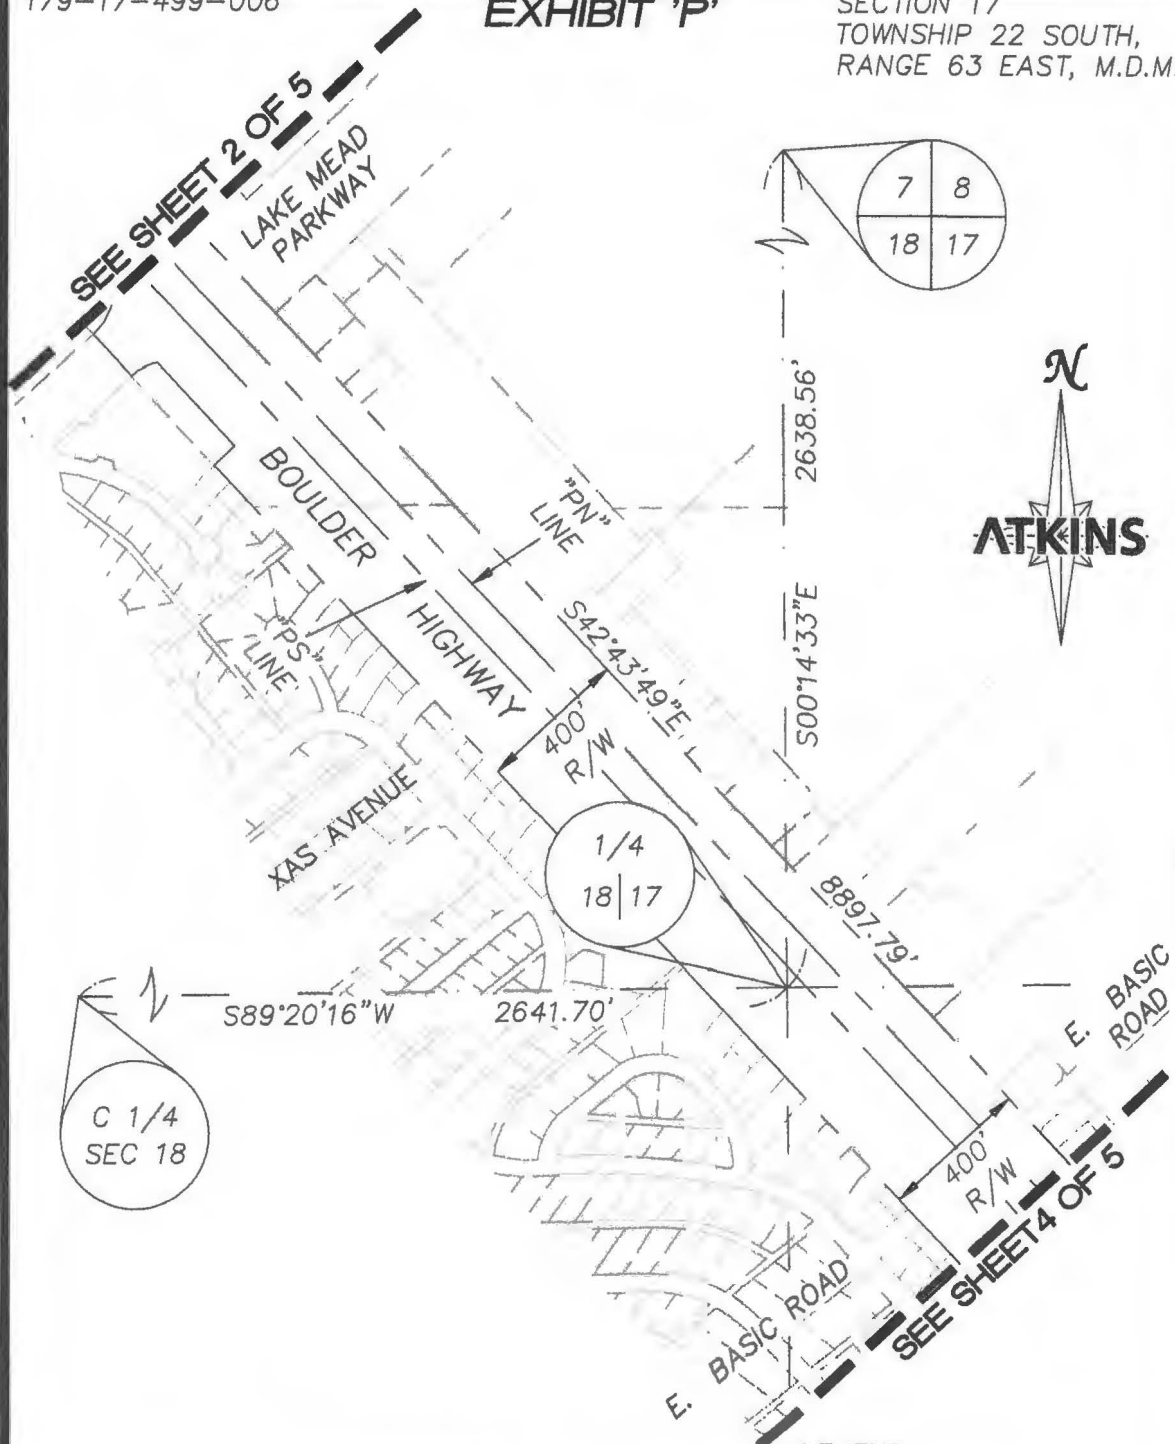 179-17-499-006
EXHIBIT 'P'
SECTION 17
TOWNSHIP 22 SOUTH,
RANGE 63 EAST, M.D.M.
SEE SHEET 2 OF 5
LAKE MEAD
PARKWAY
7 8
18 17
2638.56'
N
ATKINS
BOULDER
HIGHWAY
"PN"
LINE
"PS"
LINE
S42°43'49"E
S00°14'33"E
400'
R/W
XAS AVENUE
1/4
18 17
8897.79'
S89°20'16"W
2641.70'
E. BASIC
ROAD
C 1/4
SEC 18
400'
R/W
SEE SHEET 4 OF 5
E. BASIC ROAD